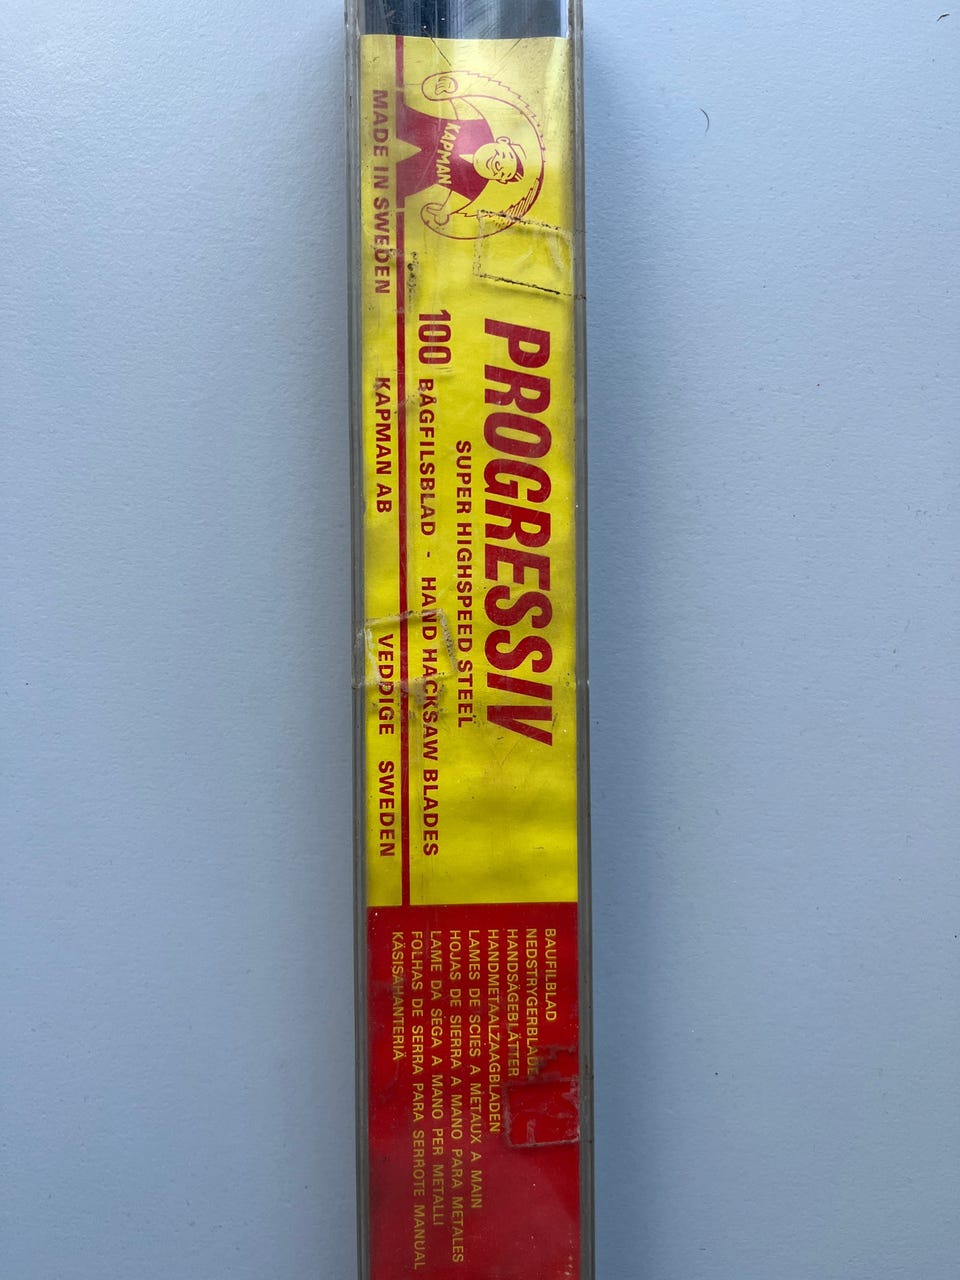 KAPMAN
PROGRESSIV
SUPER HIGHSPEED STEEL
100 BÅGFILSBLAD - HAND HACKSAW BLADES
MADE IN SWEDEN KAPMAN AB VEDDIGE SWEDEN
BAUFILBLAD
NEDSTRYGERBLADE
HANDSÄGEBLÄTTER
HANDMETAALZAAGBLADEN
LAMES DE SCIES A METAUX A MAIN
HOJAS DE SIERRA A MANO PARA METALES
LAME DA SEGA A MANO PER METALLI
FOLHAS DE SERRA PARA SERROTE MANUAL
KÄSISAHANTERIÄ